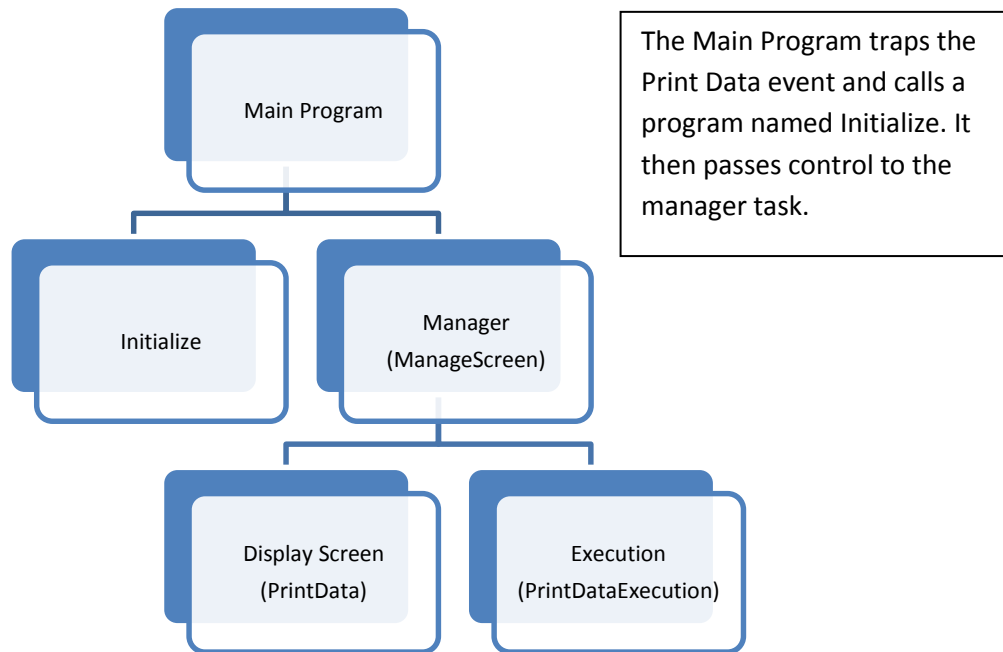 Main Program
The Main Program traps the
Print Data event and calls a
program named Initialize. It
then passes control to the
manager task.
Initialize
Manager
(ManageScreen)
Display Screen
(PrintData)
Execution
(PrintDataExecution)